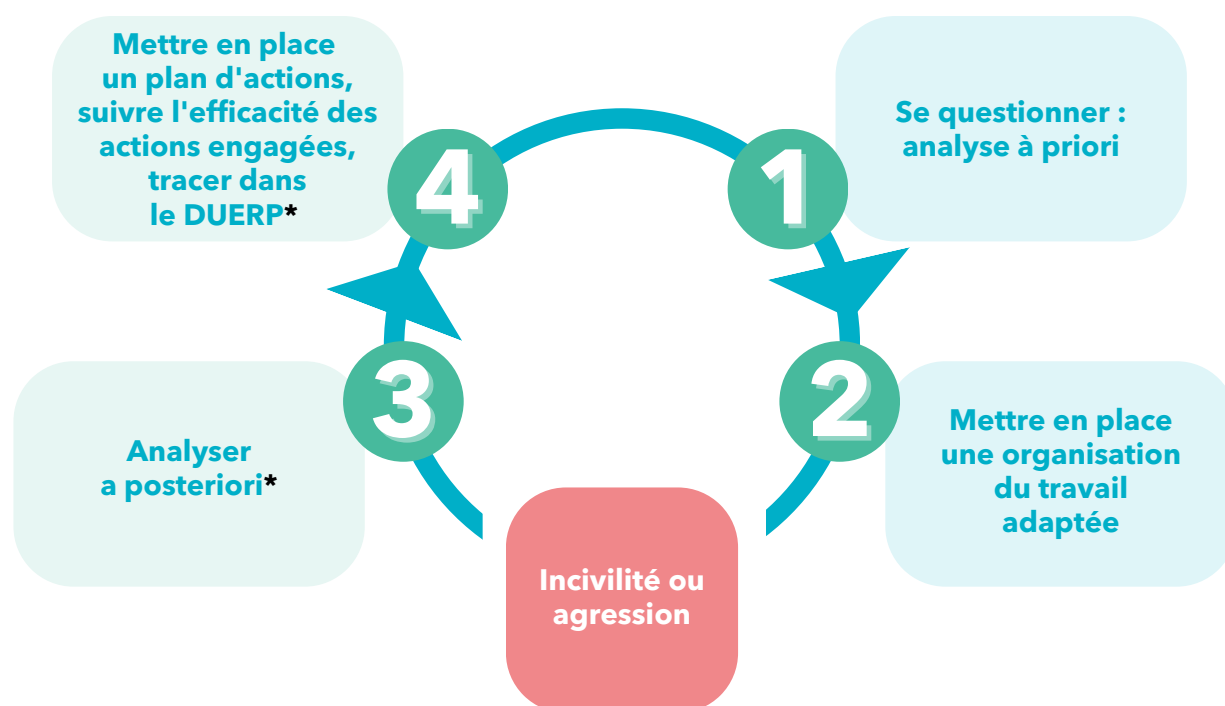 1
Se questionner :
analyse à priori
2
Mettre en place
une organisation
du travail
adaptée
Incivilité ou
agression
3
Analyser
a posteriori*
4
Mettre en place
un plan d'actions,
suivre l'efficacité des
actions engagées,
tracer dans
le DUERP*